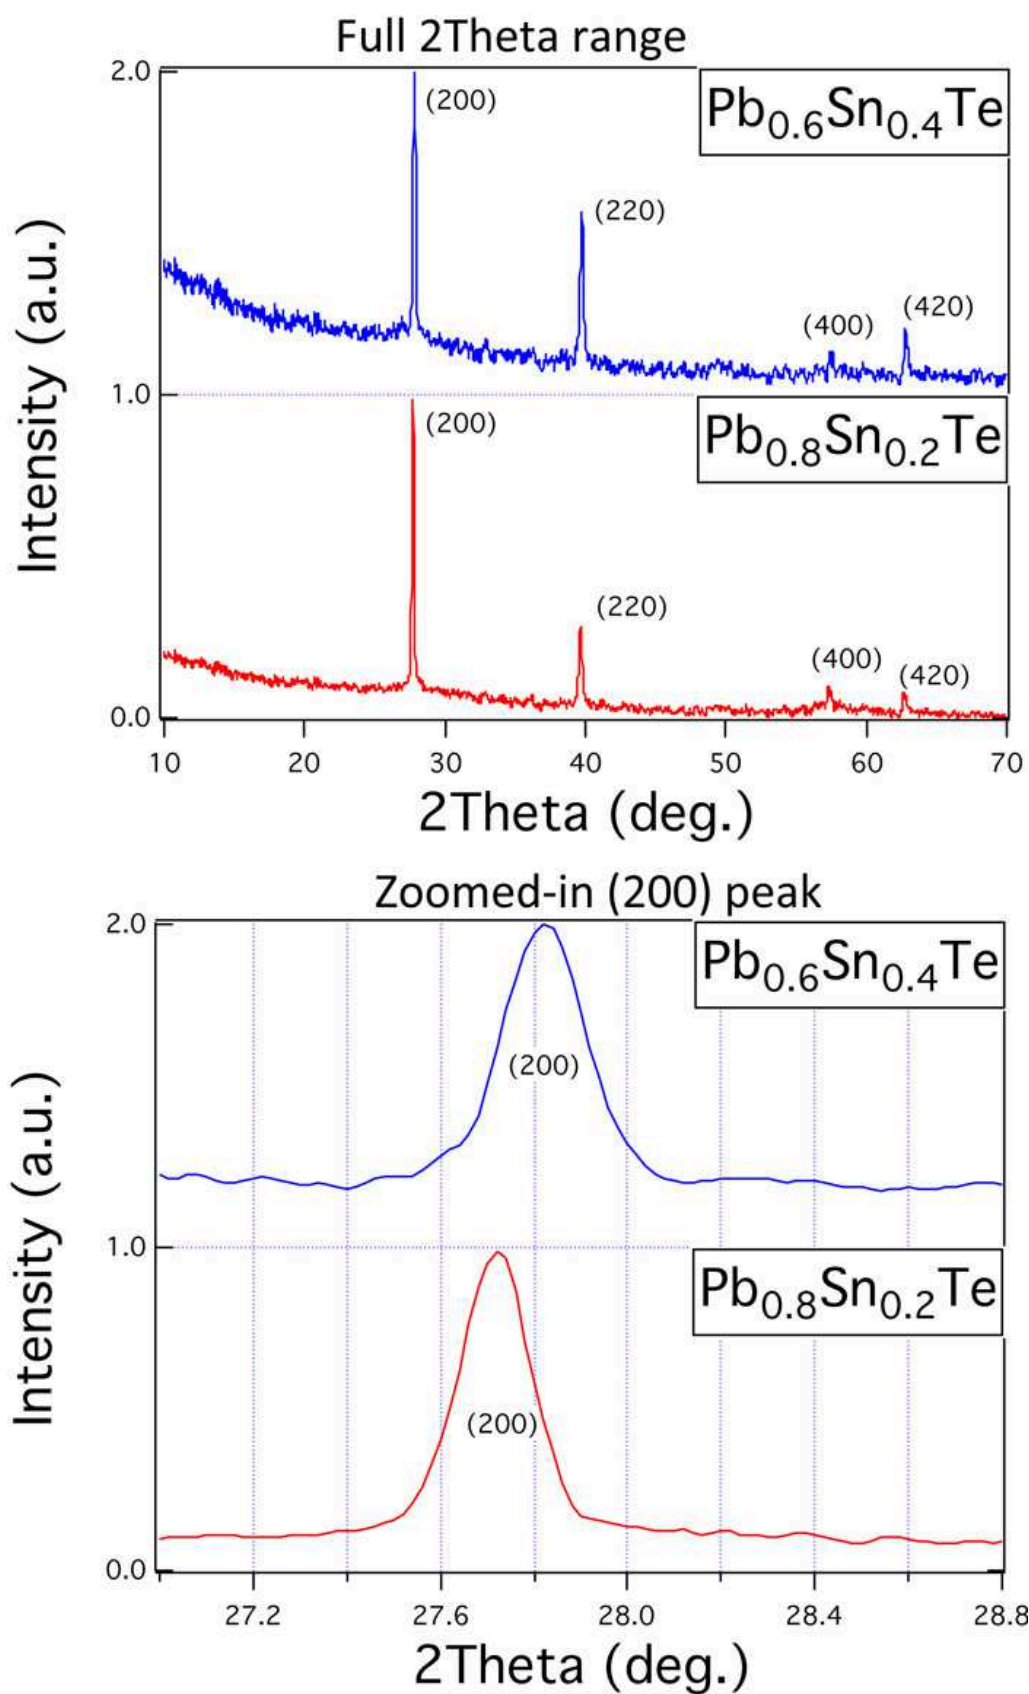 Full 2Theta range
2.0
(200)
Pb0.6Sn0.4Te
(220)
(400)
(420)
1.0
(200)
Pb0.8Sn0.2Te
(220)
(400)
(420)
0.0
Intensity (a.u.)
10 20 30 40 50 60 70
2Theta (deg.)
Zoomed-in (200) peak
2.0
Pb0.6Sn0.4Te
(200)
1.0
Pb0.8Sn0.2Te
(200)
0.0
Intensity (a.u.)
27.2 27.6 28.0 28.4 28.8
2Theta (deg.)